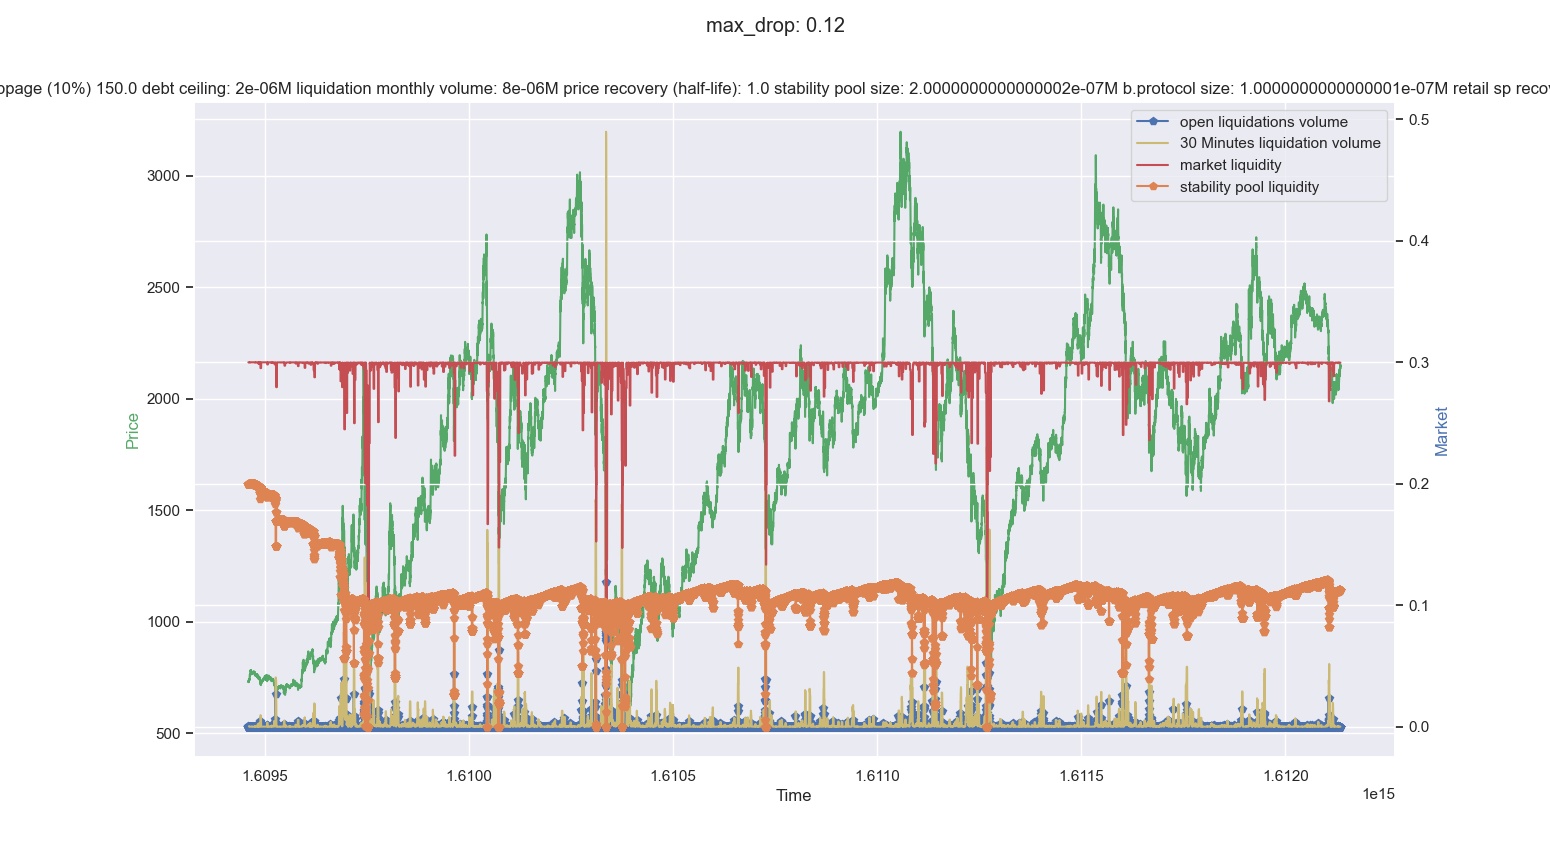 max_drop: 0.12
(10%) 150.0 debt ceiling: 2e-06M liquidation monthly volume: 8e-06M price recovery (half-life): 1.0 stability pool size: 2.0000000000000002e-07M b.protocol size: 1.0000000000000001e-07M retail sp
open liquidations volume
30 Minutes liquidation volume
market liquidity
stability pool liquidity
3000
2500
2000
1500
1000
500
Price
0.5
0.4
0.3
0.2
0.1
0.0
Market
1.6095 1.6100 1.6105 1.6110 1.6115 1.6120
Time
1e15